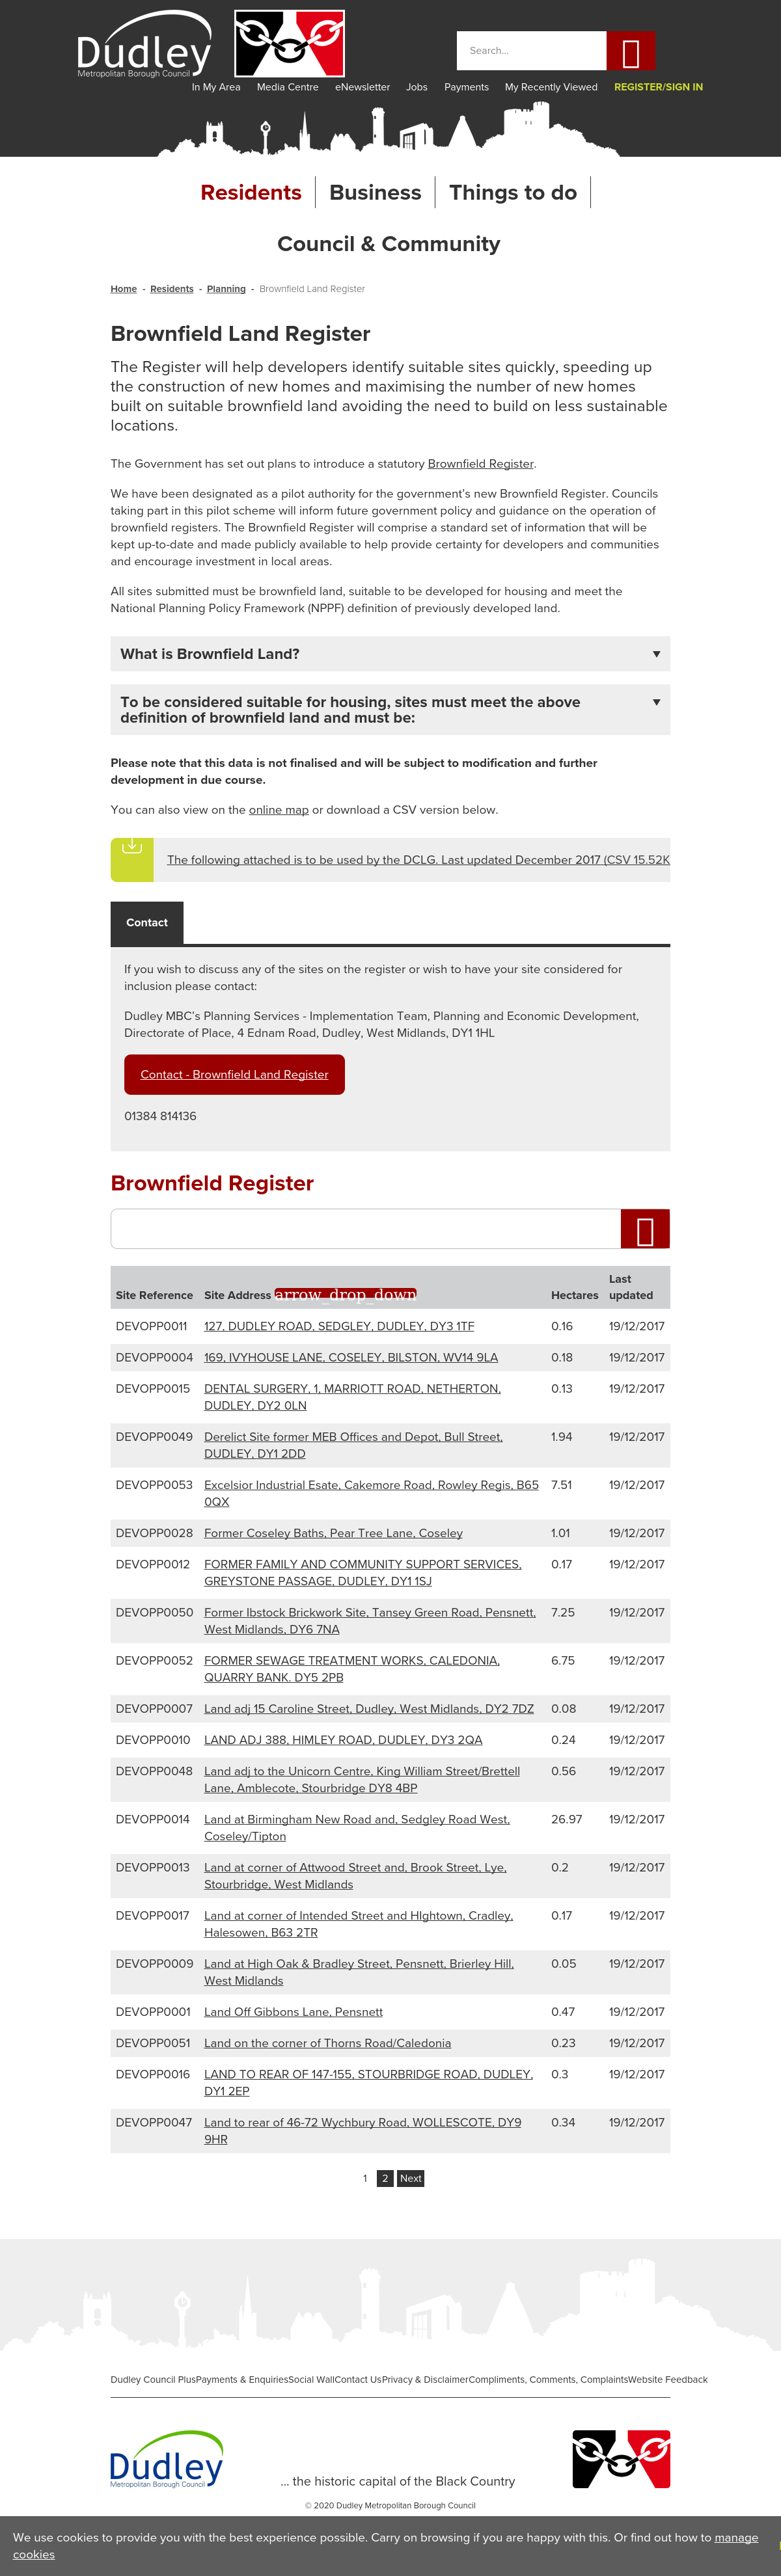 Dudley
Metropolitan Borough Council
Search...
In My Area Media Centre eNewsletter Jobs Payments My Recently Viewed REGISTER/SIGN IN
Residents Business Things to do
Council & Community
Home - Residents - Planning - Brownfield Land Register
Brownfield Land Register
The Register will help developers identify suitable sites quickly, speeding up
the construction of new homes and maximising the number of new homes
built on suitable brownfield land avoiding the need to build on less sustainable
locations.
The Government has set out plans to introduce a statutory Brownfield Register.
We have been designated as a pilot authority for the government's new Brownfield Register. Councils
taking part in this pilot scheme will inform future government policy and guidance on the operation of
brownfield registers. The Brownfield Register will comprise a standard set of information that will be
kept up-to-date and made publicly available to help provide certainty for developers and communities
and encourage investment in local areas.
All sites submitted must be brownfield land, suitable to be developed for housing and meet the
National Planning Policy Framework (NPPF) definition of previously developed land.
What is Brownfield Land?
To be considered suitable for housing, sites must meet the above
definition of brownfield land and must be:
Please note that this data is not finalised and will be subject to modification and further
development in due course.
You can also view on the online map or download a CSV version below.
The following attached is to be used by the DCLG. Last updated December 2017 (CSV 15.52K
Contact
If you wish to discuss any of the sites on the register or wish to have your site considered for
inclusion please contact:
Dudley MBC's Planning Services - Implementation Team, Planning and Economic Development,
Directorate of Place, 4 Ednam Road, Dudley, West Midlands, DY1 1HL
Contact - Brownfield Land Register
01384 814136
Brownfield Register
Site Reference Site Address arrow_drop_down Hectares Last
updated
DEVOPP0011 127, DUDLEY ROAD, SEDGLEY, DUDLEY, DY3 1TF 0.16 19/12/2017
DEVOPP0004 169, IVYHOUSE LANE, COSELEY, BILSTON, WV14 9LA 0.18 19/12/2017
DEVOPP0015 DENTAL SURGERY, 1, MARRIOTT ROAD, NETHERTON, 0.13 19/12/2017
DUDLEY, DY2 0LN
DEVOPP0049 Derelict Site former MEB Offices and Depot, Bull Street, 1.94 19/12/2017
DUDLEY, DY1 2DD
DEVOPP0053 Excelsior Industrial Esate, Cakemore Road, Rowley Regis, B65 7.51 19/12/2017
0QX
DEVOPP0028 Former Coseley Baths, Pear Tree Lane, Coseley 1.01 19/12/2017
DEVOPP0012 FORMER FAMILY AND COMMUNITY SUPPORT SERVICES, 0.17 19/12/2017
GREYSTONE PASSAGE, DUDLEY, DY1 1SJ
DEVOPP0050 Former Ibstock Brickwork Site, Tansey Green Road, Pensnett, 7.25 19/12/2017
West Midlands, DY6 7NA
DEVOPP0052 FORMER SEWAGE TREATMENT WORKS, CALEDONIA, 6.75 19/12/2017
QUARRY BANK. DY5 2PB
DEVOPP0007 Land adj 15 Caroline Street, Dudley, West Midlands, DY2 7DZ 0.08 19/12/2017
DEVOPP0010 LAND ADJ 388, HIMLEY ROAD, DUDLEY, DY3 2QA 0.24 19/12/2017
DEVOPP0048 Land adj to the Unicorn Centre, King William Street/Brettell 0.56 19/12/2017
Lane, Amblecote, Stourbridge DY8 4BP
DEVOPP0014 Land at Birmingham New Road and, Sedgley Road West, 26.97 19/12/2017
Coseley/Tipton
DEVOPP0013 Land at corner of Attwood Street and, Brook Street, Lye, 0.2 19/12/2017
Stourbridge, West Midlands
DEVOPP0017 Land at corner of Intended Street and HIghtown, Cradley, 0.17 19/12/2017
Halesowen, B63 2TR
DEVOPP0009 Land at High Oak & Bradley Street, Pensnett, Brierley Hill, 0.05 19/12/2017
West Midlands
DEVOPP0001 Land Off Gibbons Lane, Pensnett 0.47 19/12/2017
DEVOPP0051 Land on the corner of Thorns Road/Caledonia 0.23 19/12/2017
DEVOPP0016 LAND TO REAR OF 147-155, STOURBRIDGE ROAD, DUDLEY, 0.3 19/12/2017
DY1 2EP
DEVOPP0047 Land to rear of 46-72 Wychbury Road, WOLLESCOTE, DY9 0.34 19/12/2017
9HR
1 2 Next
Dudley Council Plus Payments & Enquiries Social Wall Contact Us Privacy & Disclaimer Compliments, Comments, Complaints Website Feedback
Dudley
Metropolitan Borough Council
... the historic capital of the Black Country
© 2020 Dudley Metropolitan Borough Council
We use cookies to provide you with the best experience possible. Carry on browsing if you are happy with this. Or find out how to manage
cookies